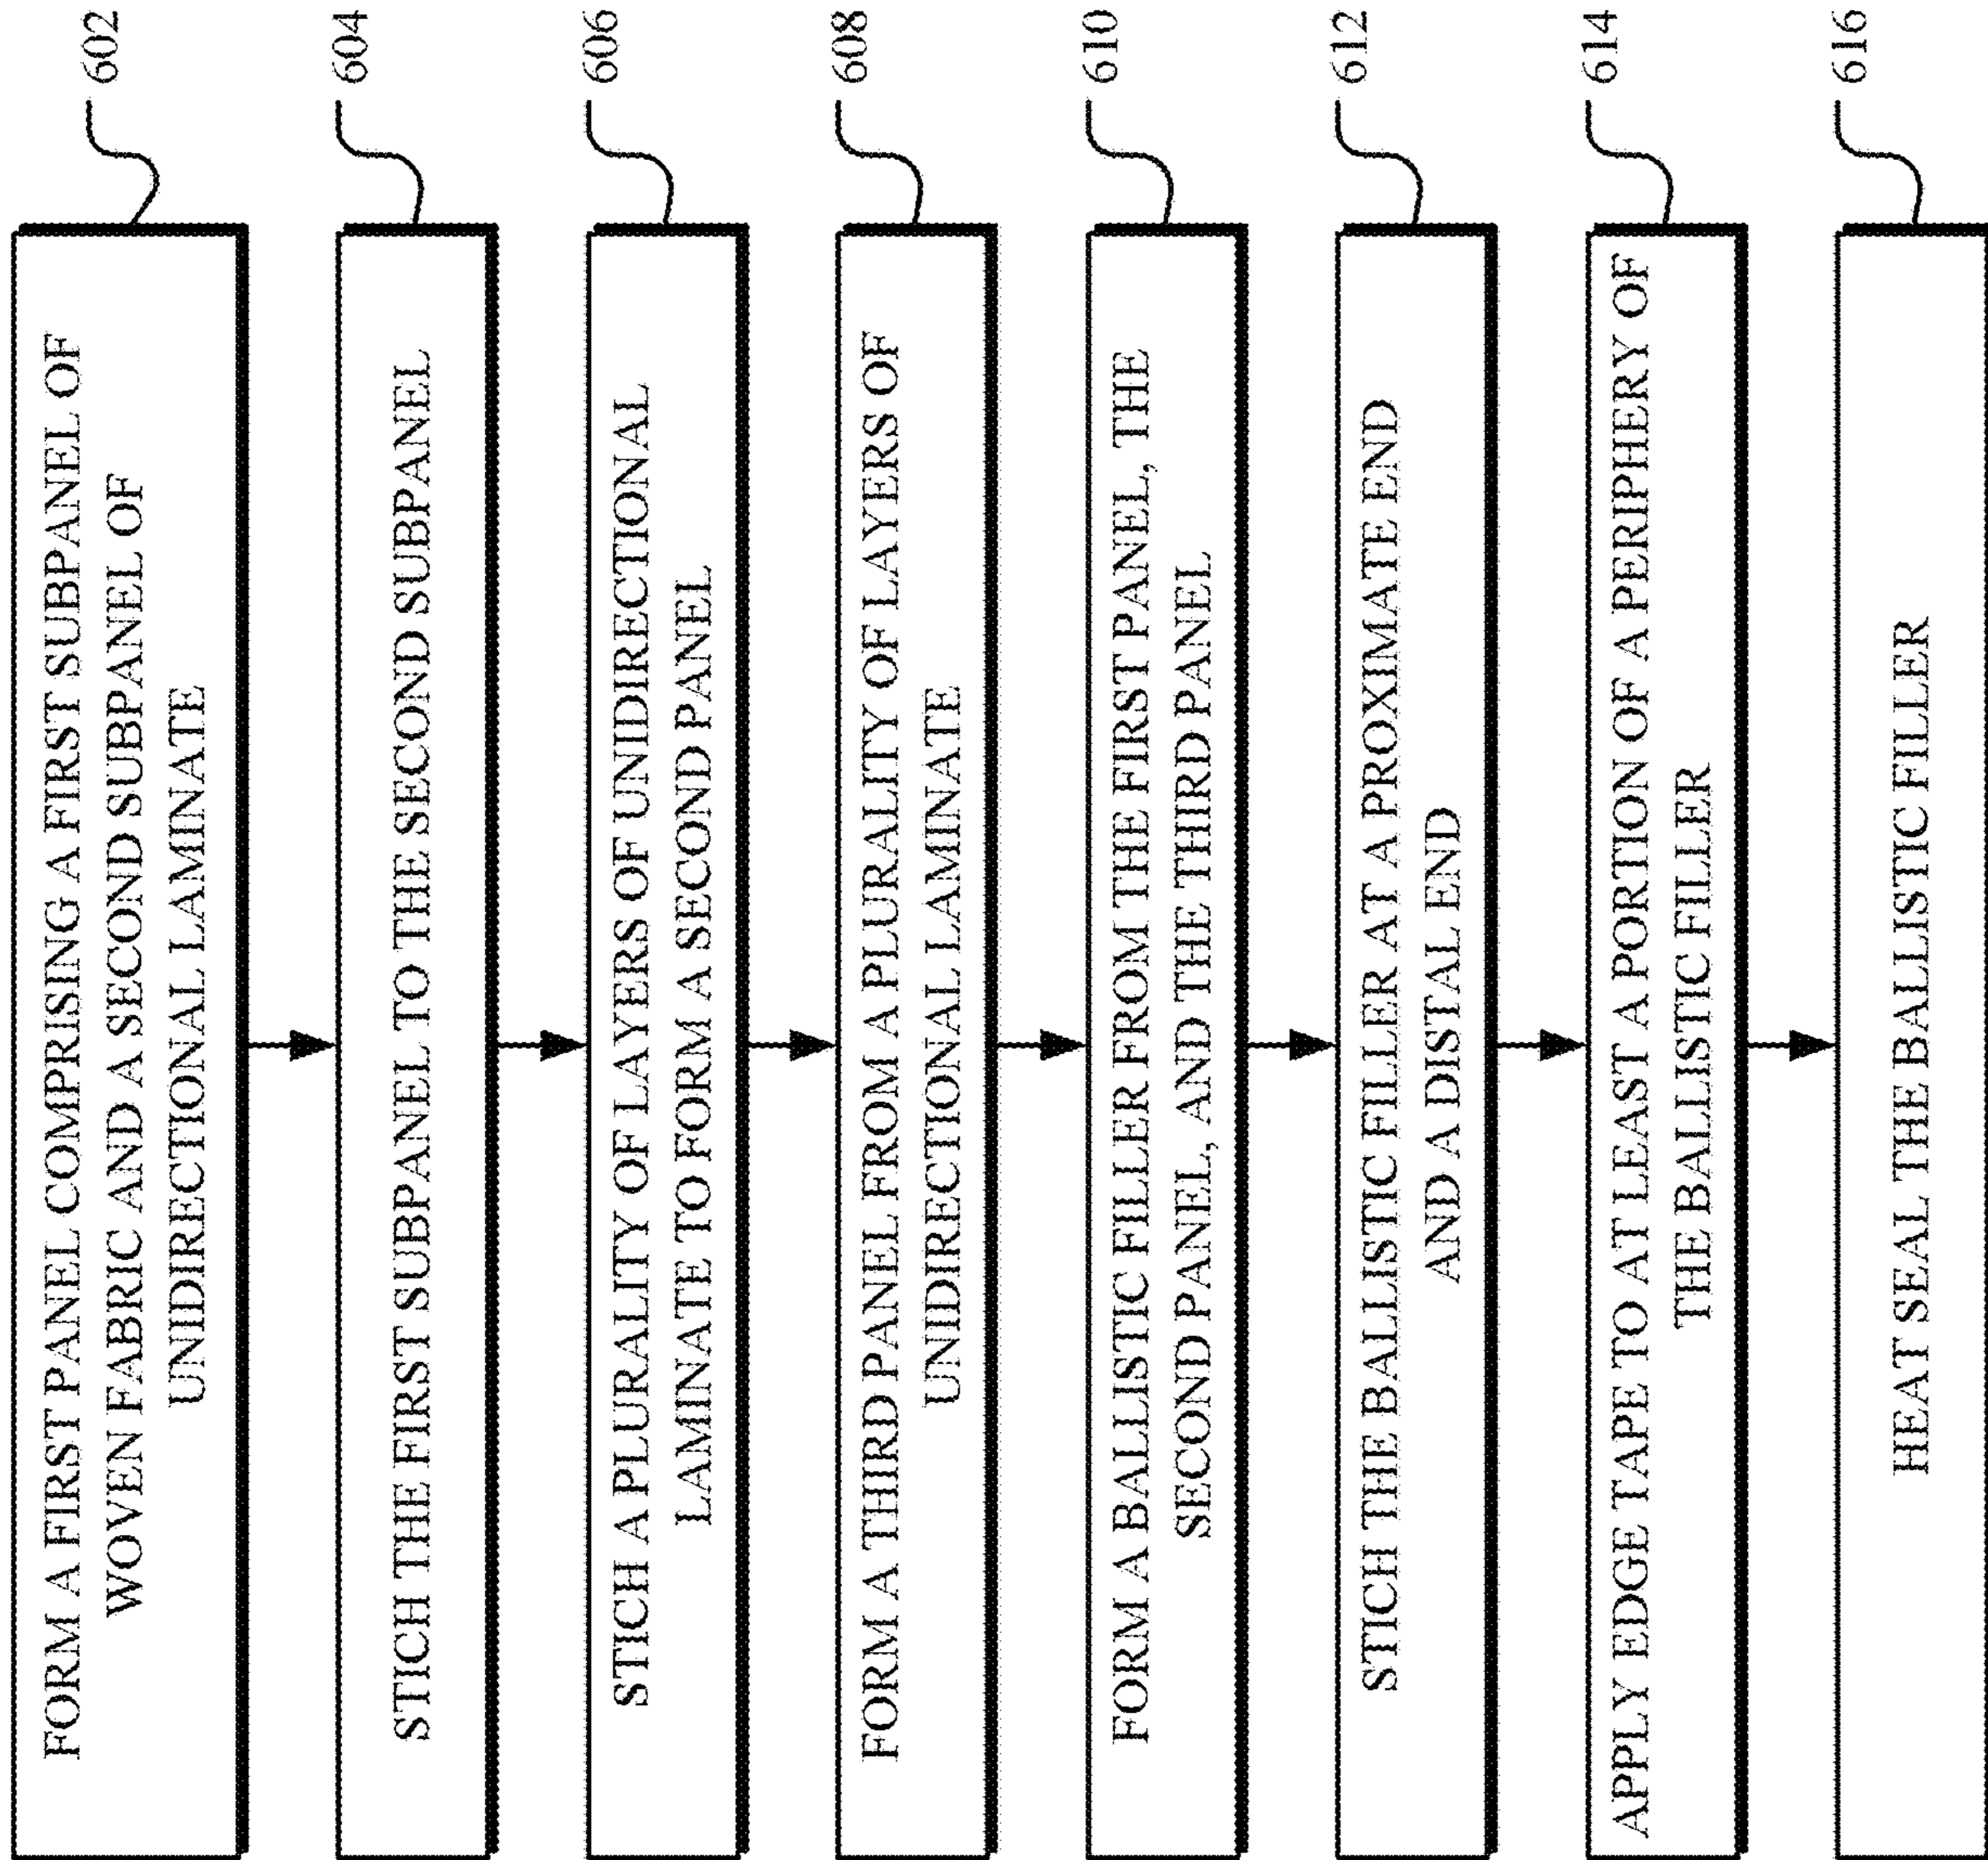 FORM A FIRST PANEL COMPRISING A FIRST SUBPANEL OF
WOVEN FABRIC AND A SECOND SUBPANEL OF
UNIDIRECTIONAL LAMINATE
602
STICH THE FIRST SUBPANEL TO THE SECOND SUBPANEL
604
STICH A PLURALITY OF LAYERS OF UNIDIRECTIONAL
LAMINATE TO FORM A SECOND PANEL
606
FORM A THIRD PANEL FROM A PLURALITY OF LAYERS OF
UNIDIRECTIONAL LAMINATE
608
FORM A BALLISTIC FILLER FROM THE FIRST PANEL, THE
SECOND PANEL, AND THE THIRD PANEL
610
STICH THE BALLISTIC FILLER AT A PROXIMATE END
AND A DISTAL END
612
APPLY EDGE TAPE TO AT LEAST A PORTION OF A PERIPHERY OF
THE BALLISTIC FILLER
614
HEAT SEAL THE BALLISTIC FILLER
616